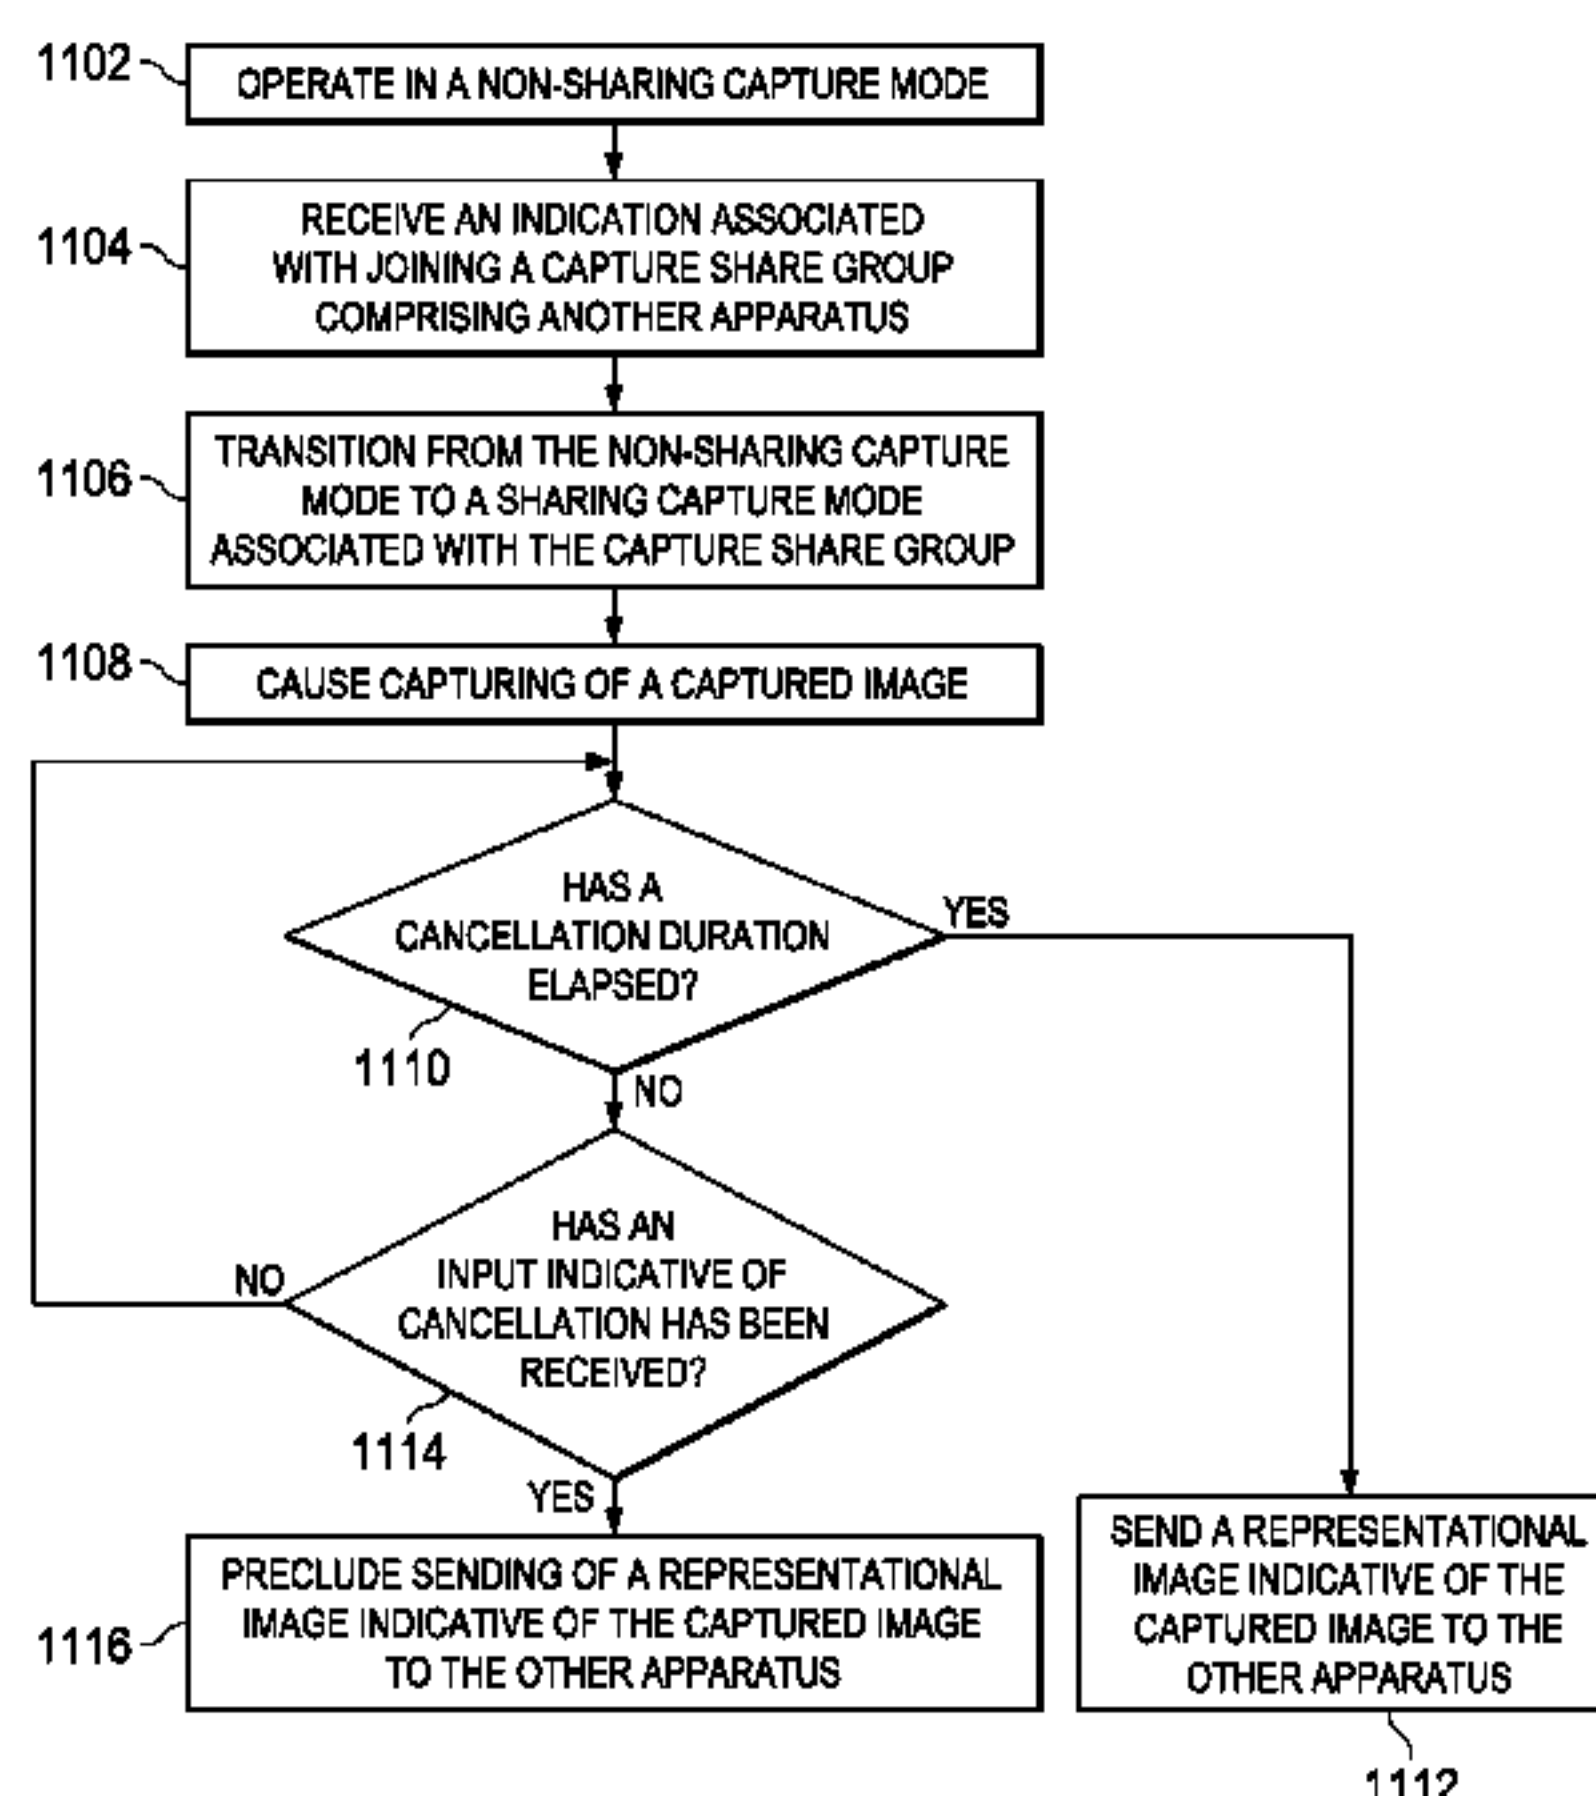 1102
OPERATE IN A NON-SHARING CAPTURE MODE
1104
RECEIVE AN INDICATION ASSOCIATED
WITH JOINING A CAPTURE SHARE GROUP
COMPRISING ANOTHER APPARATUS
1106
TRANSITION FROM THE NON-SHARING CAPTURE
MODE TO A SHARING CAPTURE MODE
ASSOCIATED WITH THE CAPTURE SHARE GROUP
1108
CAUSE CAPTURING OF A CAPTURED IMAGE
HAS A
CANCELLATION DURATION
ELAPSED?
YES
1110
NO
HAS AN
INPUT INDICATIVE OF
CANCELLATION HAS BEEN
RECEIVED?
NO
1114
YES
PRECLUDE SENDING OF A REPRESENTATIONAL
IMAGE INDICATIVE OF THE CAPTURED IMAGE
TO THE OTHER APPARATUS
1116
SEND A REPRESENTATIONAL
IMAGE INDICATIVE OF THE
CAPTURED IMAGE TO THE
OTHER APPARATUS
1112